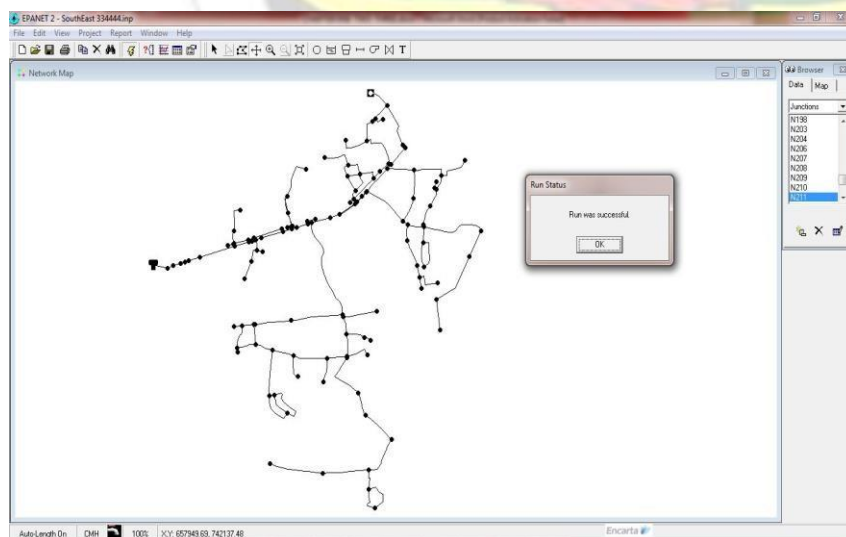 EPANET 2 - SouthEast 334444.inp
File Edit View Project Report Window Help
T
Network Map
Browser
Data Map
Junctions
N198
N203
N204
N206
N207
N208
N209
N210
N211
Run Status
Run was successful.
OK
Auto-Length On CMH 100% X,Y: 657949.69, 742137.48
Encarta